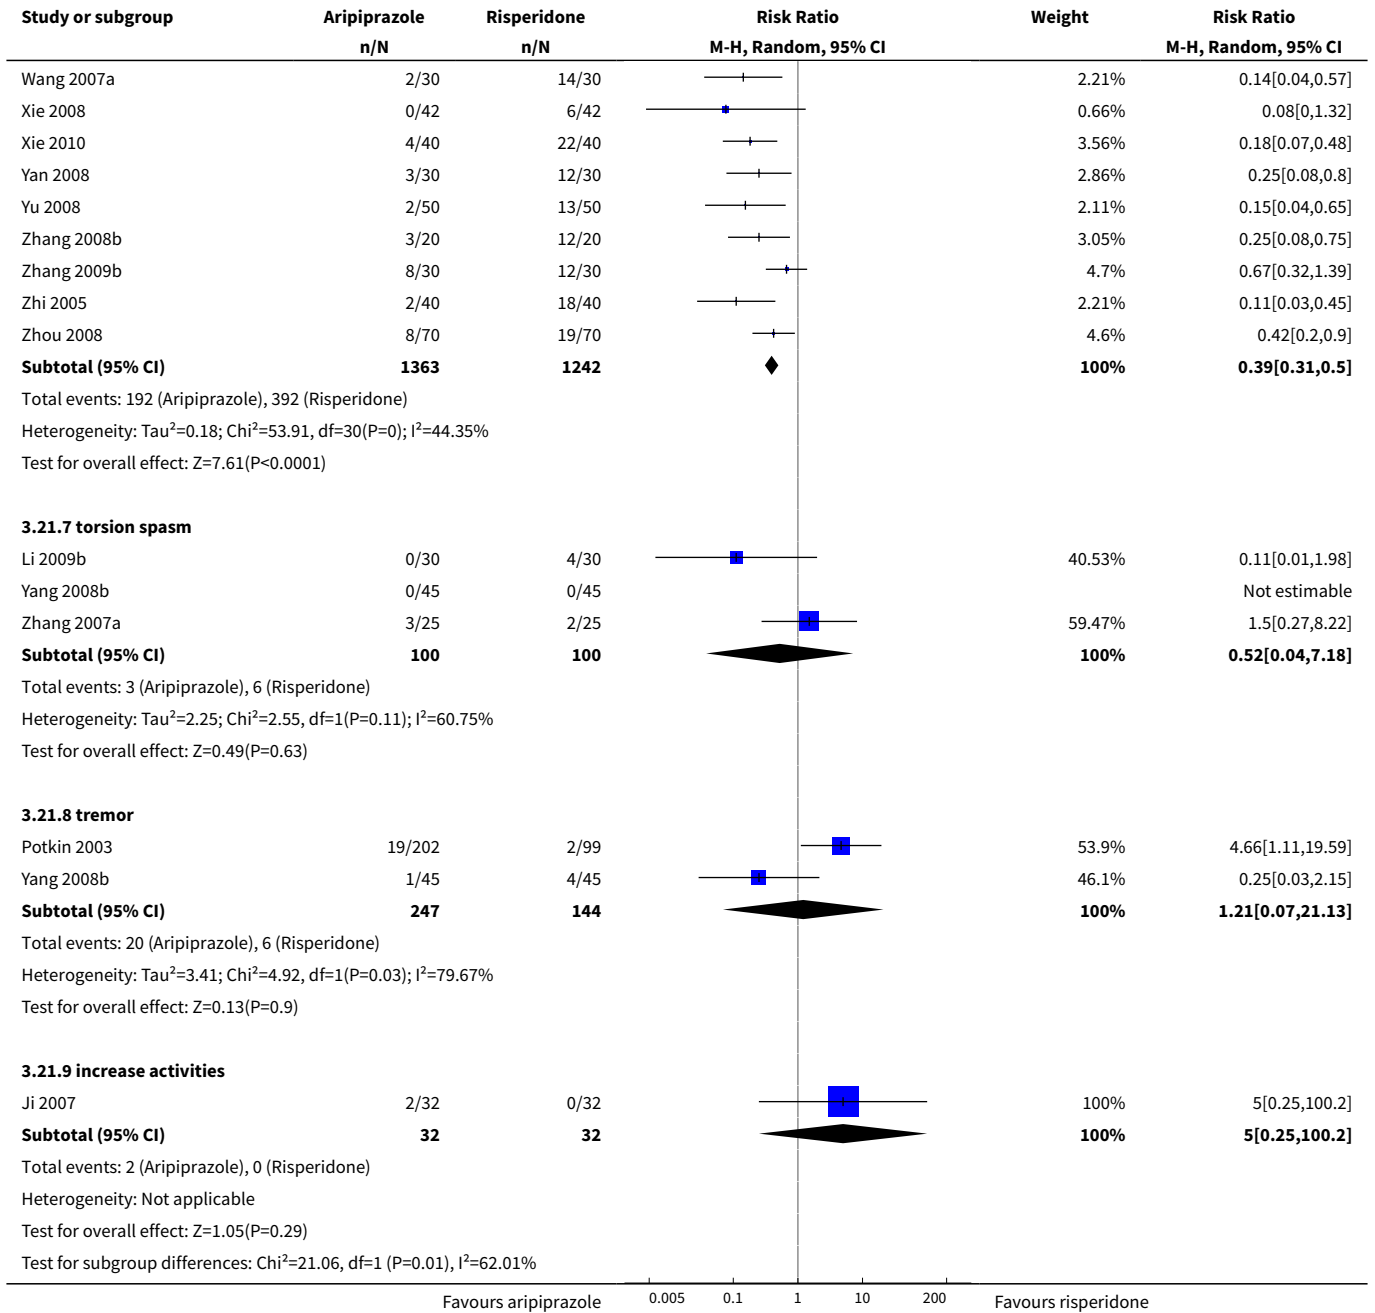 Study or subgroup Aripiprazole Risperidone Risk Ratio Weight Risk Ratio
n/N n/N M-H, Random, 95% CI M-H, Random, 95% CI
Wang 2007a 2/30 14/30 2.21% 0.14[0.04,0.57]
Xie 2008 0/42 6/42 0.66% 0.08[0,1.32]
Xie 2010 4/40 22/40 3.56% 0.18[0.07,0.48]
Yan 2008 3/30 12/30 2.86% 0.25[0.08,0.8]
Yu 2008 2/50 13/50 2.11% 0.15[0.04,0.65]
Zhang 2008b 3/20 12/20 3.05% 0.25[0.08,0.75]
Zhang 2009b 8/30 12/30 4.7% 0.67[0.32,1.39]
Zhi 2005 2/40 18/40 2.21% 0.11[0.03,0.45]
Zhou 2008 8/70 19/70 4.6% 0.42[0.2,0.9]
Subtotal (95% CI) 1363 1242 100% 0.39[0.31,0.5]
Total events: 192 (Aripiprazole), 392 (Risperidone)
Heterogeneity: Tau²=0.18; Chi²=53.91, df=30(P=0); I²=44.35%
Test for overall effect: Z=7.61(P<0.0001)
3.21.7 torsion spasm
Li 2009b 0/30 4/30 40.53% 0.11[0.01,1.98]
Yang 2008b 0/45 0/45 Not estimable
Zhang 2007a 3/25 2/25 59.47% 1.5[0.27,8.22]
Subtotal (95% CI) 100 100 100% 0.52[0.04,7.18]
Total events: 3 (Aripiprazole), 6 (Risperidone)
Heterogeneity: Tau²=2.25; Chi²=2.55, df=1(P=0.11); I²=60.75%
Test for overall effect: Z=0.49(P=0.63)
3.21.8 tremor
Potkin 2003 19/202 2/99 53.9% 4.66[1.11,19.59]
Yang 2008b 1/45 4/45 46.1% 0.25[0.03,2.15]
Subtotal (95% CI) 247 144 100% 1.21[0.07,21.13]
Total events: 20 (Aripiprazole), 6 (Risperidone)
Heterogeneity: Tau²=3.41; Chi²=4.92, df=1(P=0.03); I²=79.67%
Test for overall effect: Z=0.13(P=0.9)
3.21.9 increase activities
Ji 2007 2/32 0/32 100% 5[0.25,100.2]
Subtotal (95% CI) 32 32 100% 5[0.25,100.2]
Total events: 2 (Aripiprazole), 0 (Risperidone)
Heterogeneity: Not applicable
Test for overall effect: Z=1.05(P=0.29)
Test for subgroup differences: Chi²=21.06, df=1 (P=0.01), I²=62.01%
Favours aripiprazole 0.005 0.1 1 10 200 Favours risperidone